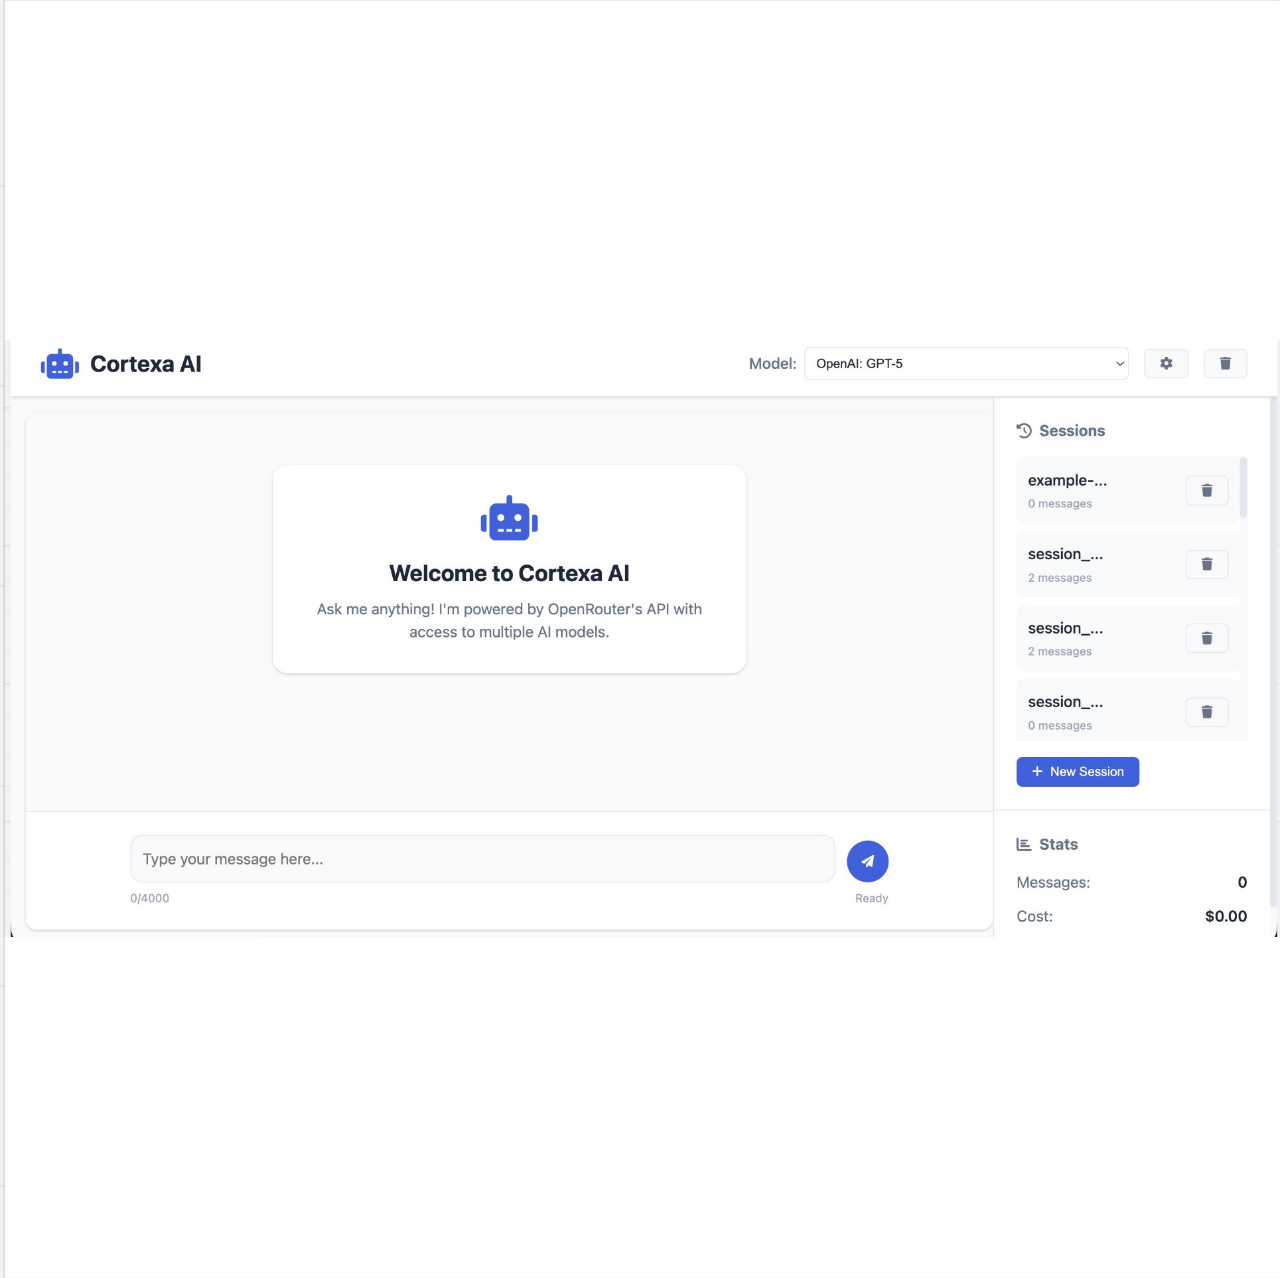 Cortexa AI
Model:
OpenAI: GPT-5
Welcome to Cortexa AI
Ask me anything! I'm powered by OpenRouter's API with
access to multiple AI models.
Type your message here...
0/4000
Ready
Sessions
example-...
0 messages
session_...
2 messages
session_...
2 messages
session_...
0 messages
New Session
Stats
Messages: 0
Cost: $0.00